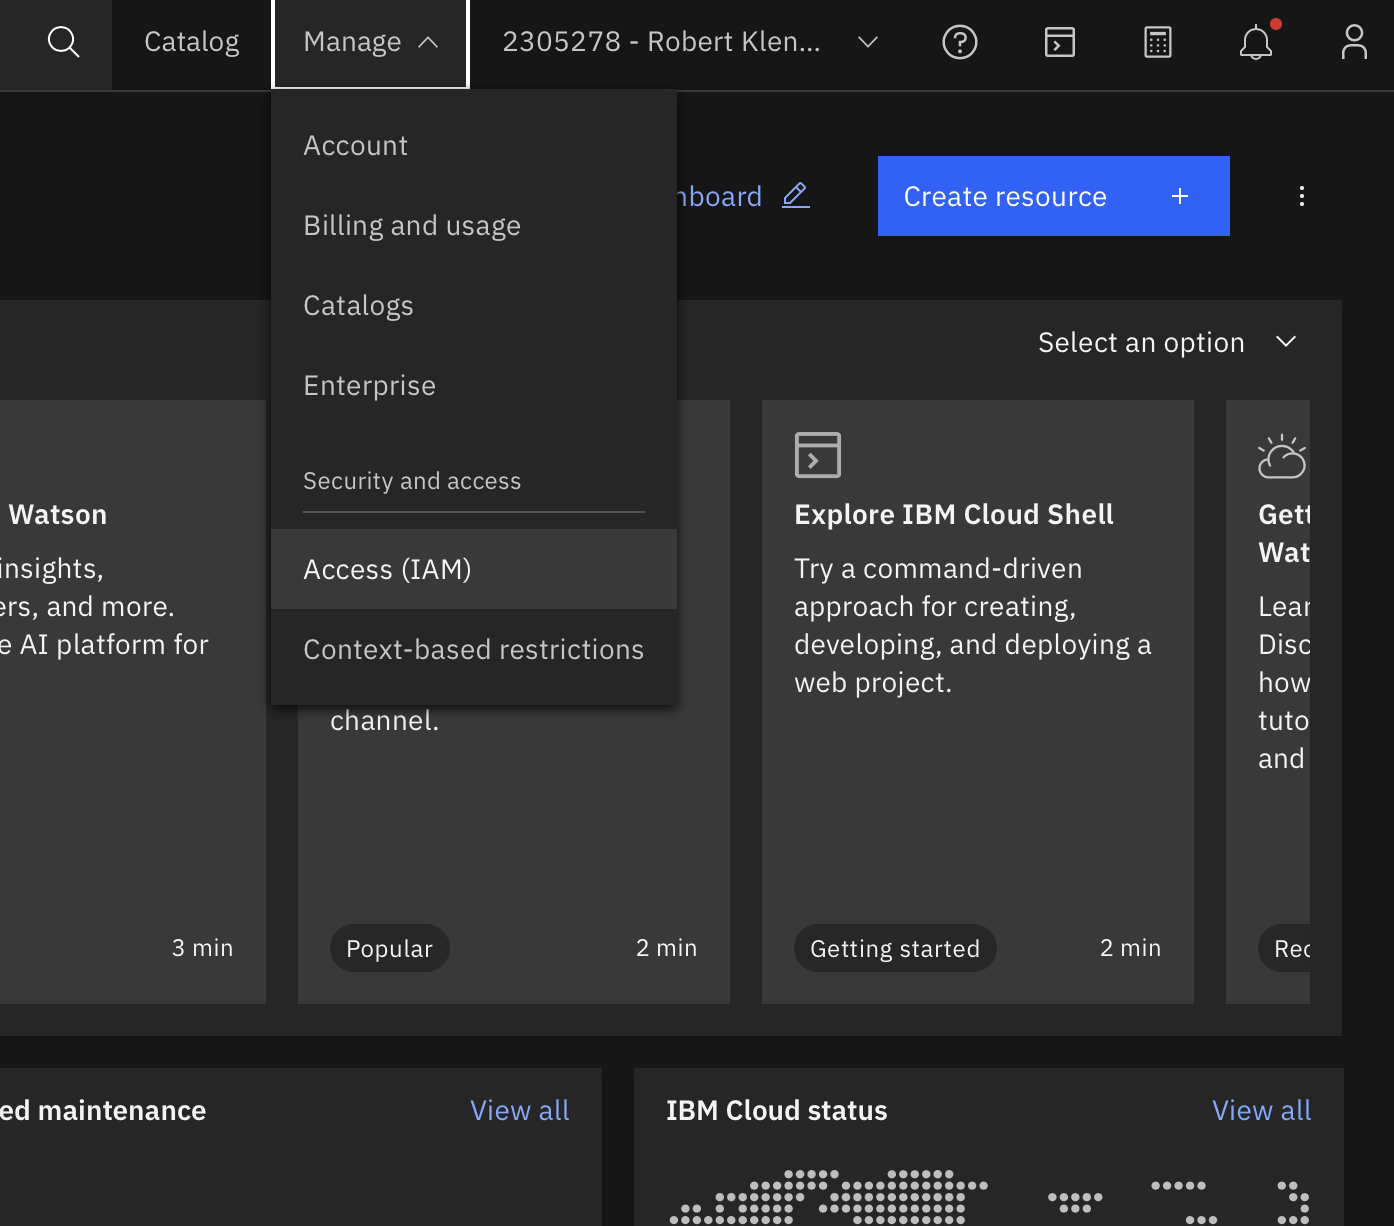 Catalog
Manage
2305278 - Robert Klen...
Account
Billing and usage
Catalogs
Enterprise
Security and access
Access (IAM)
Context-based restrictions
Create resource +
Select an option
Watson
insights,
and more.
AI platform for
3 min
channel.
Popular
2 min
Explore IBM Cloud Shell
Try a command-driven
approach for creating,
developing, and deploying a
web project.
Getting started
2 min
how
and
maintenance
View all
IBM Cloud status
View all